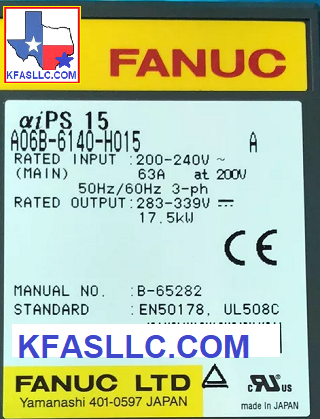 KFASLLC.COM
FANUC
αiPS 15
A06B-6140-H015 A
RATED INPUT : 200-240V ~
(MAIN) 63A at 200V
50Hz/60Hz 3-ph
RATED OUTPUT : 283-339V ⎓
17.5kW
CE
MANUAL NO. : B-65282
STANDARD : EN50178, UL508C
KFASLLC.COM
FANUC LTD
Yamanashi 401-0597 JAPAN
MADE IN JAPAN
c RU US